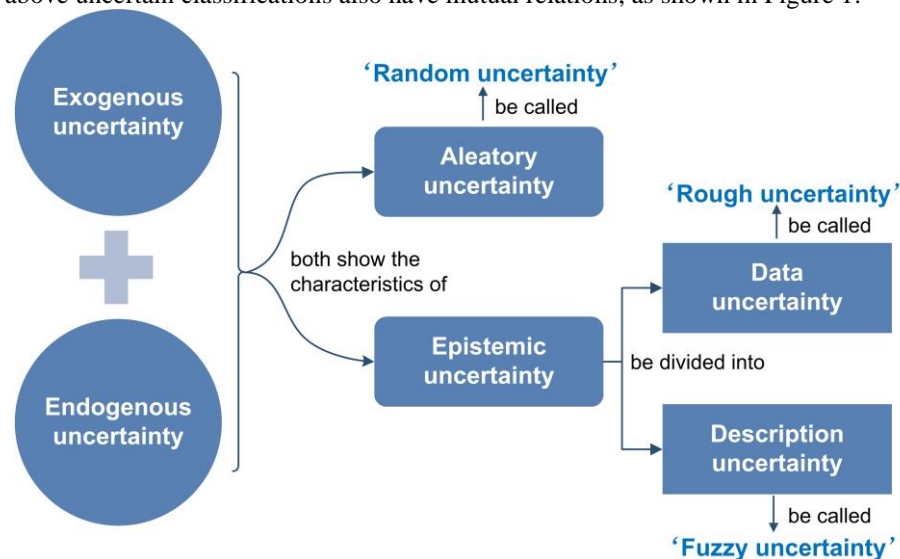 above uncertain classifications also have mutual relations, as shown in Figure 1.
Exogenous
uncertainty
Endogenous
uncertainty
both show the
characteristics of
‘Random uncertainty’
be called
Aleatory
uncertainty
Epistemic
uncertainty
be divided into
‘Rough uncertainty’
be called
Data
uncertainty
Description
uncertainty
be called
‘Fuzzy uncertainty’